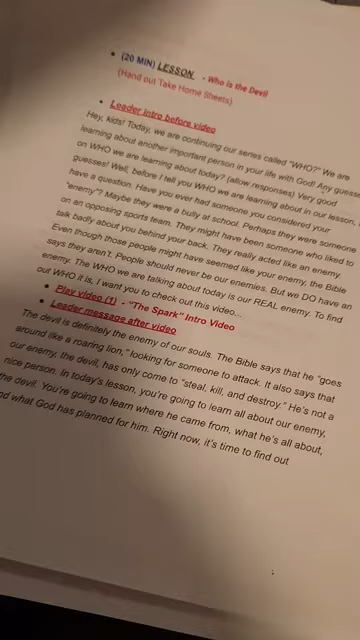 • (20 MIN) LESSON - Who is the Devil
(Hand out Take Home Sheets)
• Leader intro before video
Hey, kids! Today, we are continuing our series called "WHO?" We are
learning about another important person in your life with God! Any guesses
on WHO we are learning about today? (allow responses) Very good
guesses! Well, before I tell you WHO we are learning about in our lesson, I
have a question. Have you ever had someone you considered your
"enemy"? Maybe they were a bully at school. Perhaps they were someone
on an opposing sports team. They might have been someone who liked to
talk badly about you behind your back. They really acted like an enemy.
Even though those people might have seemed like your enemy, the Bible
says they aren't. People should never be our enemies. But we DO have an
enemy. The WHO we are talking about today is our REAL enemy. To find
out WHO it is, I want you to check out this video...
• Play video (1) - "The Spark" Intro Video
• Leader message after video
The devil is definitely the enemy of our souls. The Bible says that he "goes
around like a roaring lion," looking for someone to attack. It also says that
our enemy, the devil, has only come to "steal, kill, and destroy." He's not a
nice person. In today's lesson, you're going to learn all about our enemy,
the devil. You're going to learn where he came from, what he's all about,
and what God has planned for him. Right now, it's time to find out